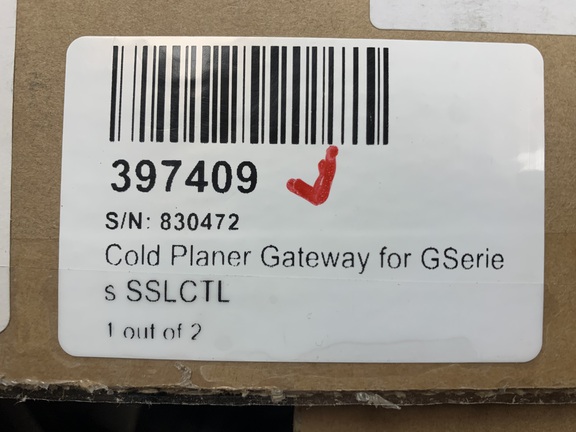 397409
S/N: 830472
Cold Planer Gateway for GSerie
s SSLCTL
1 out of 2